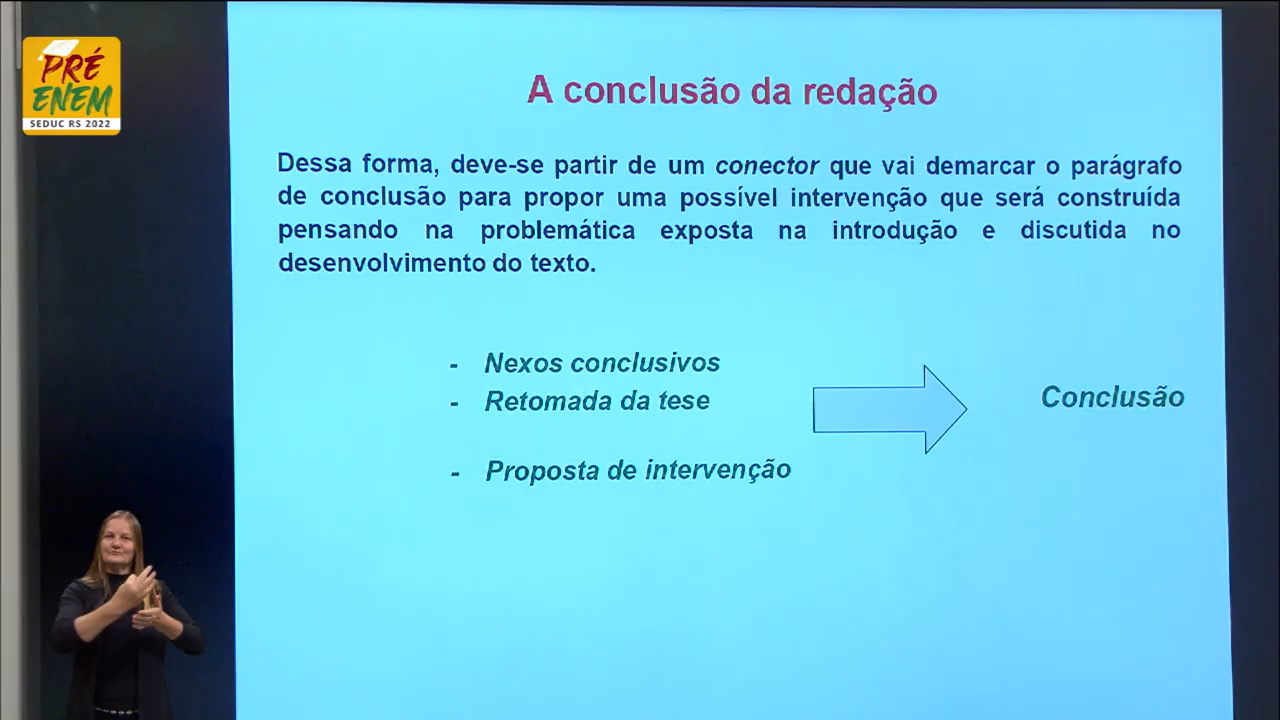 PRÉ
ENEM
SEDUC RS 2022
A conclusão da redação
Dessa forma, deve-se partir de um conector que vai demarcar o parágrafo
de conclusão para propor uma possível intervenção que será construída
pensando na problemática exposta na introdução e discutida no
desenvolvimento do texto.
- Nexos conclusivos
- Retomada da tese
Conclusão
- Proposta de intervenção